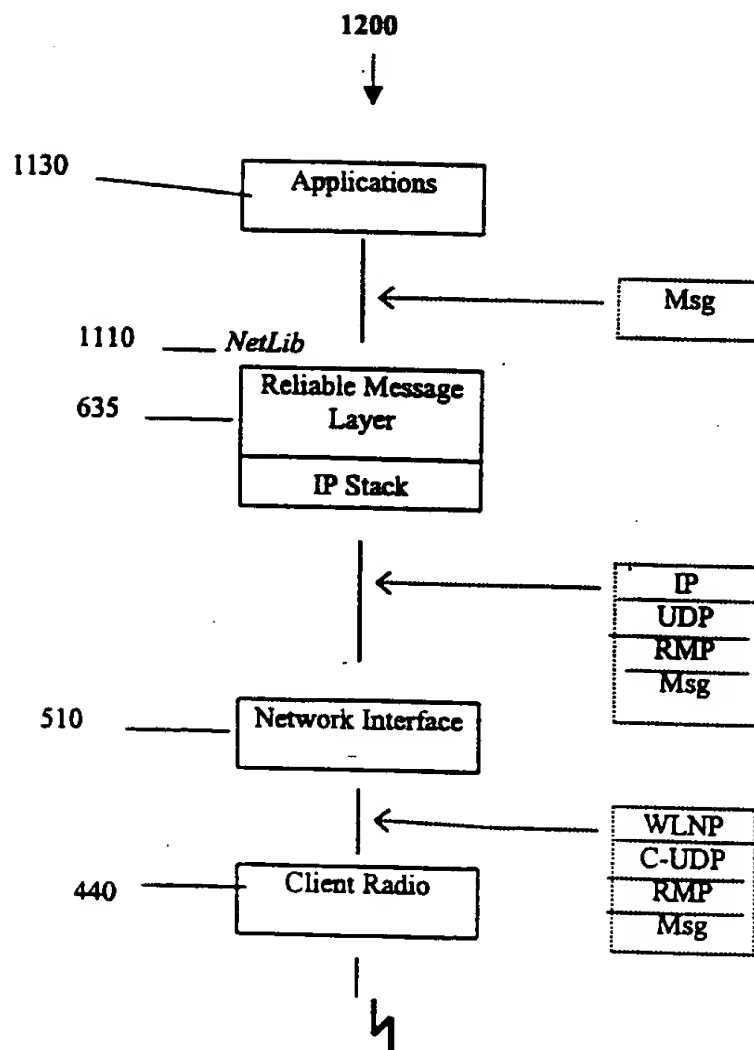 1200
1130
Applications
Msg
1110
NetLib
635
Reliable Message
Layer
IP Stack
IP
UDP
RMP
Msg
510
Network Interface
WLNP
C-UDP
RMP
Msg
440
Client Radio